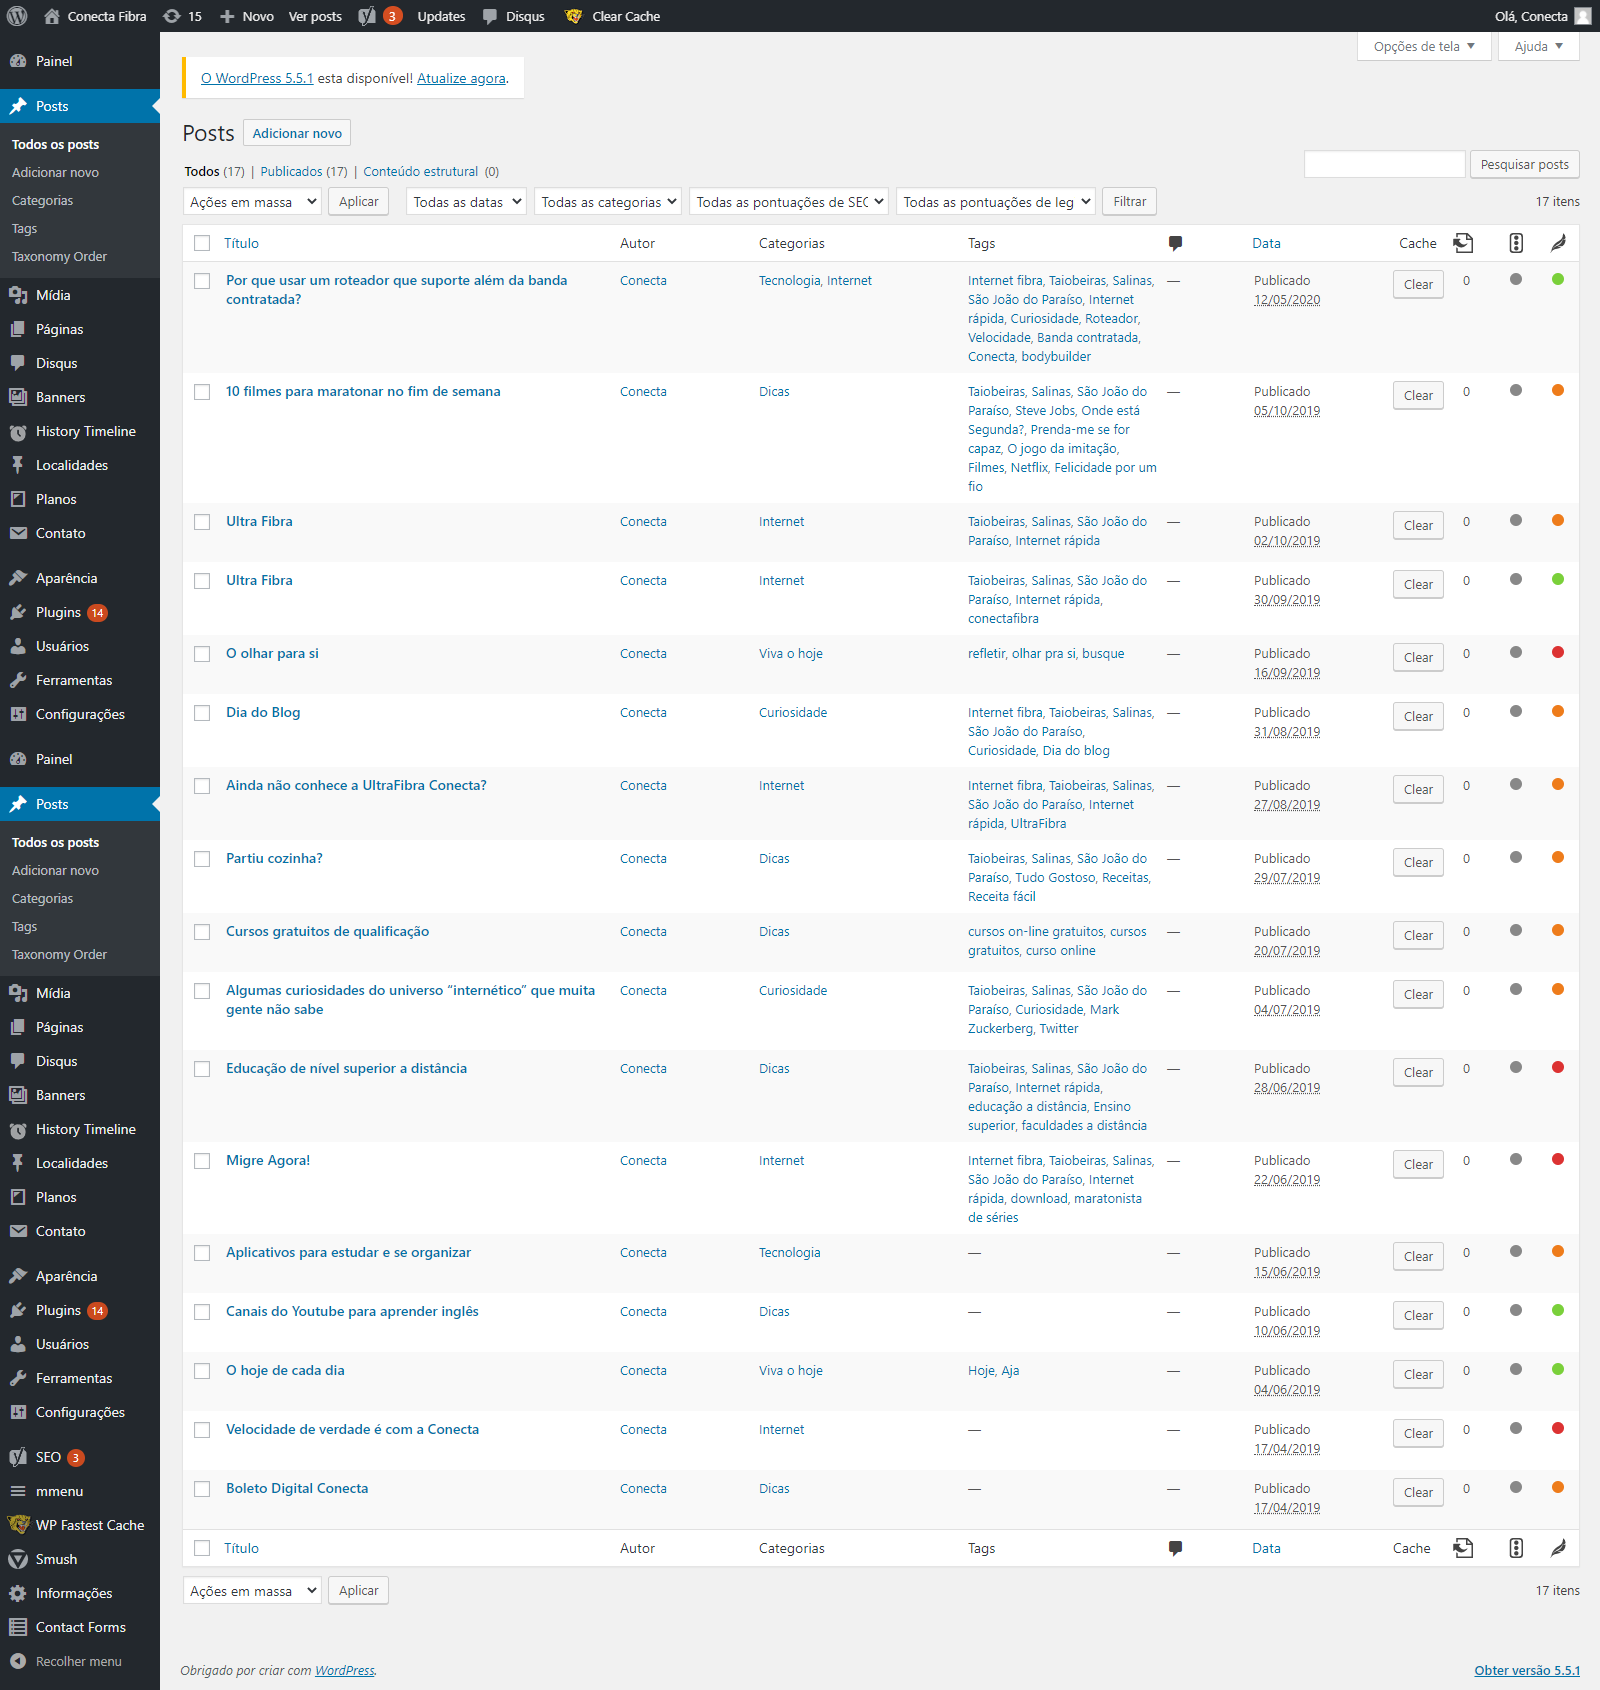 Conecta Fibra 15 Novo Ver posts 3 Updates Disqus Clear Cache Olá, Conecta
Opções de tela Ajuda
O WordPress 5.5.1 esta disponível! Atualize agora.
Posts Adicionar novo
Todos (17) | Publicados (17) | Conteúdo estrutural (0)
Pesquisar posts
Ações em massa Aplicar Todas as datas Todas as categorias Todas as pontuações de SEC Todas as pontuações de leg Filtrar 17 itens
Título Autor Categorias Tags Data Cache
Por que usar um roteador que suporte além da banda
contratada?
Conecta
Tecnologia, Internet
Internet fibra, Taiobeiras, Salinas,
São João do Paraíso, Internet
rápida, Curiosidade, Roteador,
Velocidade, Banda contratada,
Conecta, bodybuilder
—
Publicado
12/05/2020
Clear 0
10 filmes para maratonar no fim de semana
Conecta
Dicas
Taiobeiras, Salinas, São João do
Paraíso, Steve Jobs, Onde está
Segunda?, Prenda-me se for
capaz, O jogo da imitação,
Filmes, Netflix, Felicidade por um
fio
—
Publicado
05/10/2019
Clear 0
Ultra Fibra
Conecta
Internet
Taiobeiras, Salinas, São João do
Paraíso, Internet rápida
—
Publicado
02/10/2019
Clear 0
Ultra Fibra
Conecta
Internet
Taiobeiras, Salinas, São João do
Paraíso, Internet rápida,
conectafibra
—
Publicado
30/09/2019
Clear 0
O olhar para si
Conecta
Viva o hoje
refletir, olhar pra si, busque
—
Publicado
16/09/2019
Clear 0
Dia do Blog
Conecta
Curiosidade
Internet fibra, Taiobeiras, Salinas,
São João do Paraíso,
Curiosidade, Dia do blog
—
Publicado
31/08/2019
Clear 0
Ainda não conhece a UltraFibra Conecta?
Conecta
Internet
Internet fibra, Taiobeiras, Salinas,
São João do Paraíso, Internet
rápida, UltraFibra
—
Publicado
27/08/2019
Clear 0
Partiu cozinha?
Conecta
Dicas
Taiobeiras, Salinas, São João do
Paraíso, Tudo Gostoso, Receitas,
Receita fácil
—
Publicado
29/07/2019
Clear 0
Cursos gratuitos de qualificação
Conecta
Dicas
cursos on-line gratuitos, cursos
gratuitos, curso online
—
Publicado
20/07/2019
Clear 0
Algumas curiosidades do universo “internético” que muita
gente não sabe
Conecta
Curiosidade
Taiobeiras, Salinas, São João do
Paraíso, Curiosidade, Mark
Zuckerberg, Twitter
—
Publicado
04/07/2019
Clear 0
Educação de nível superior a distância
Conecta
Dicas
Taiobeiras, Salinas, São João do
Paraíso, Internet rápida,
educação a distância, Ensino
superior, faculdades a distância
—
Publicado
28/06/2019
Clear 0
Migre Agora!
Conecta
Internet
Internet fibra, Taiobeiras, Salinas,
São João do Paraíso, Internet
rápida, download, maratonista
de séries
—
Publicado
22/06/2019
Clear 0
Aplicativos para estudar e se organizar
Conecta
Tecnologia
—
—
Publicado
15/06/2019
Clear 0
Canais do Youtube para aprender inglês
Conecta
Dicas
—
—
Publicado
10/06/2019
Clear 0
O hoje de cada dia
Conecta
Viva o hoje
Hoje, Aja
—
Publicado
04/06/2019
Clear 0
Velocidade de verdade é com a Conecta
Conecta
Internet
—
—
Publicado
17/04/2019
Clear 0
Boleto Digital Conecta
Conecta
Dicas
—
—
Publicado
17/04/2019
Clear 0
Título Autor Categorias Tags Data Cache
Ações em massa Aplicar 17 itens
Obrigado por criar com WordPress.
Obter versão 5.5.1
Painel
Posts
Todos os posts
Adicionar novo
Categorias
Tags
Taxonomy Order
Mídia
Páginas
Disqus
Banners
History Timeline
Localidades
Planos
Contato
Aparência
Plugins 14
Usuários
Ferramentas
Configurações
Painel
Posts
Todos os posts
Adicionar novo
Categorias
Tags
Taxonomy Order
Mídia
Páginas
Disqus
Banners
History Timeline
Localidades
Planos
Contato
Aparência
Plugins 14
Usuários
Ferramentas
Configurações
SEO 3
mmenu
WP Fastest Cache
Smush
Informações
Contact Forms
Recolher menu